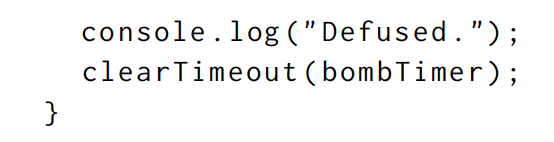 console.log("Defused.");
clearTimeout(bombTimer);
}